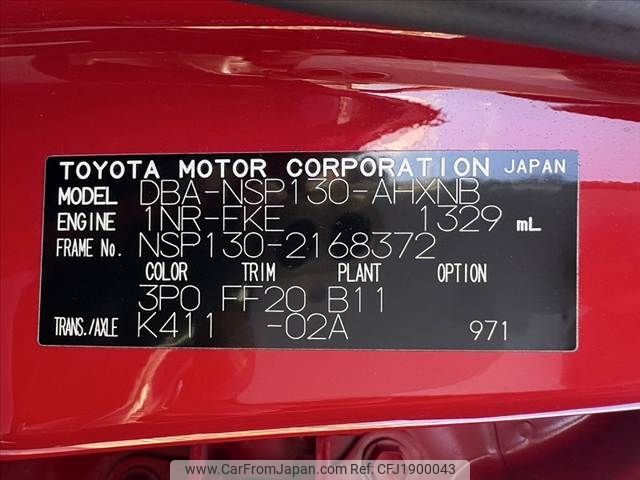 TOYOTA MOTOR CORPORATION JAPAN
MODEL DBA-NSP130-AHXNB
ENGINE 1NR-EKE 1329 mL
FRAME No. NSP130-2168372
COLOR TRIM PLANT OPTION
3P0 FF20 B11
TRANS./AXLE K411 -02A 971
www.CarFromJapan.com Ref: CFJ1900043